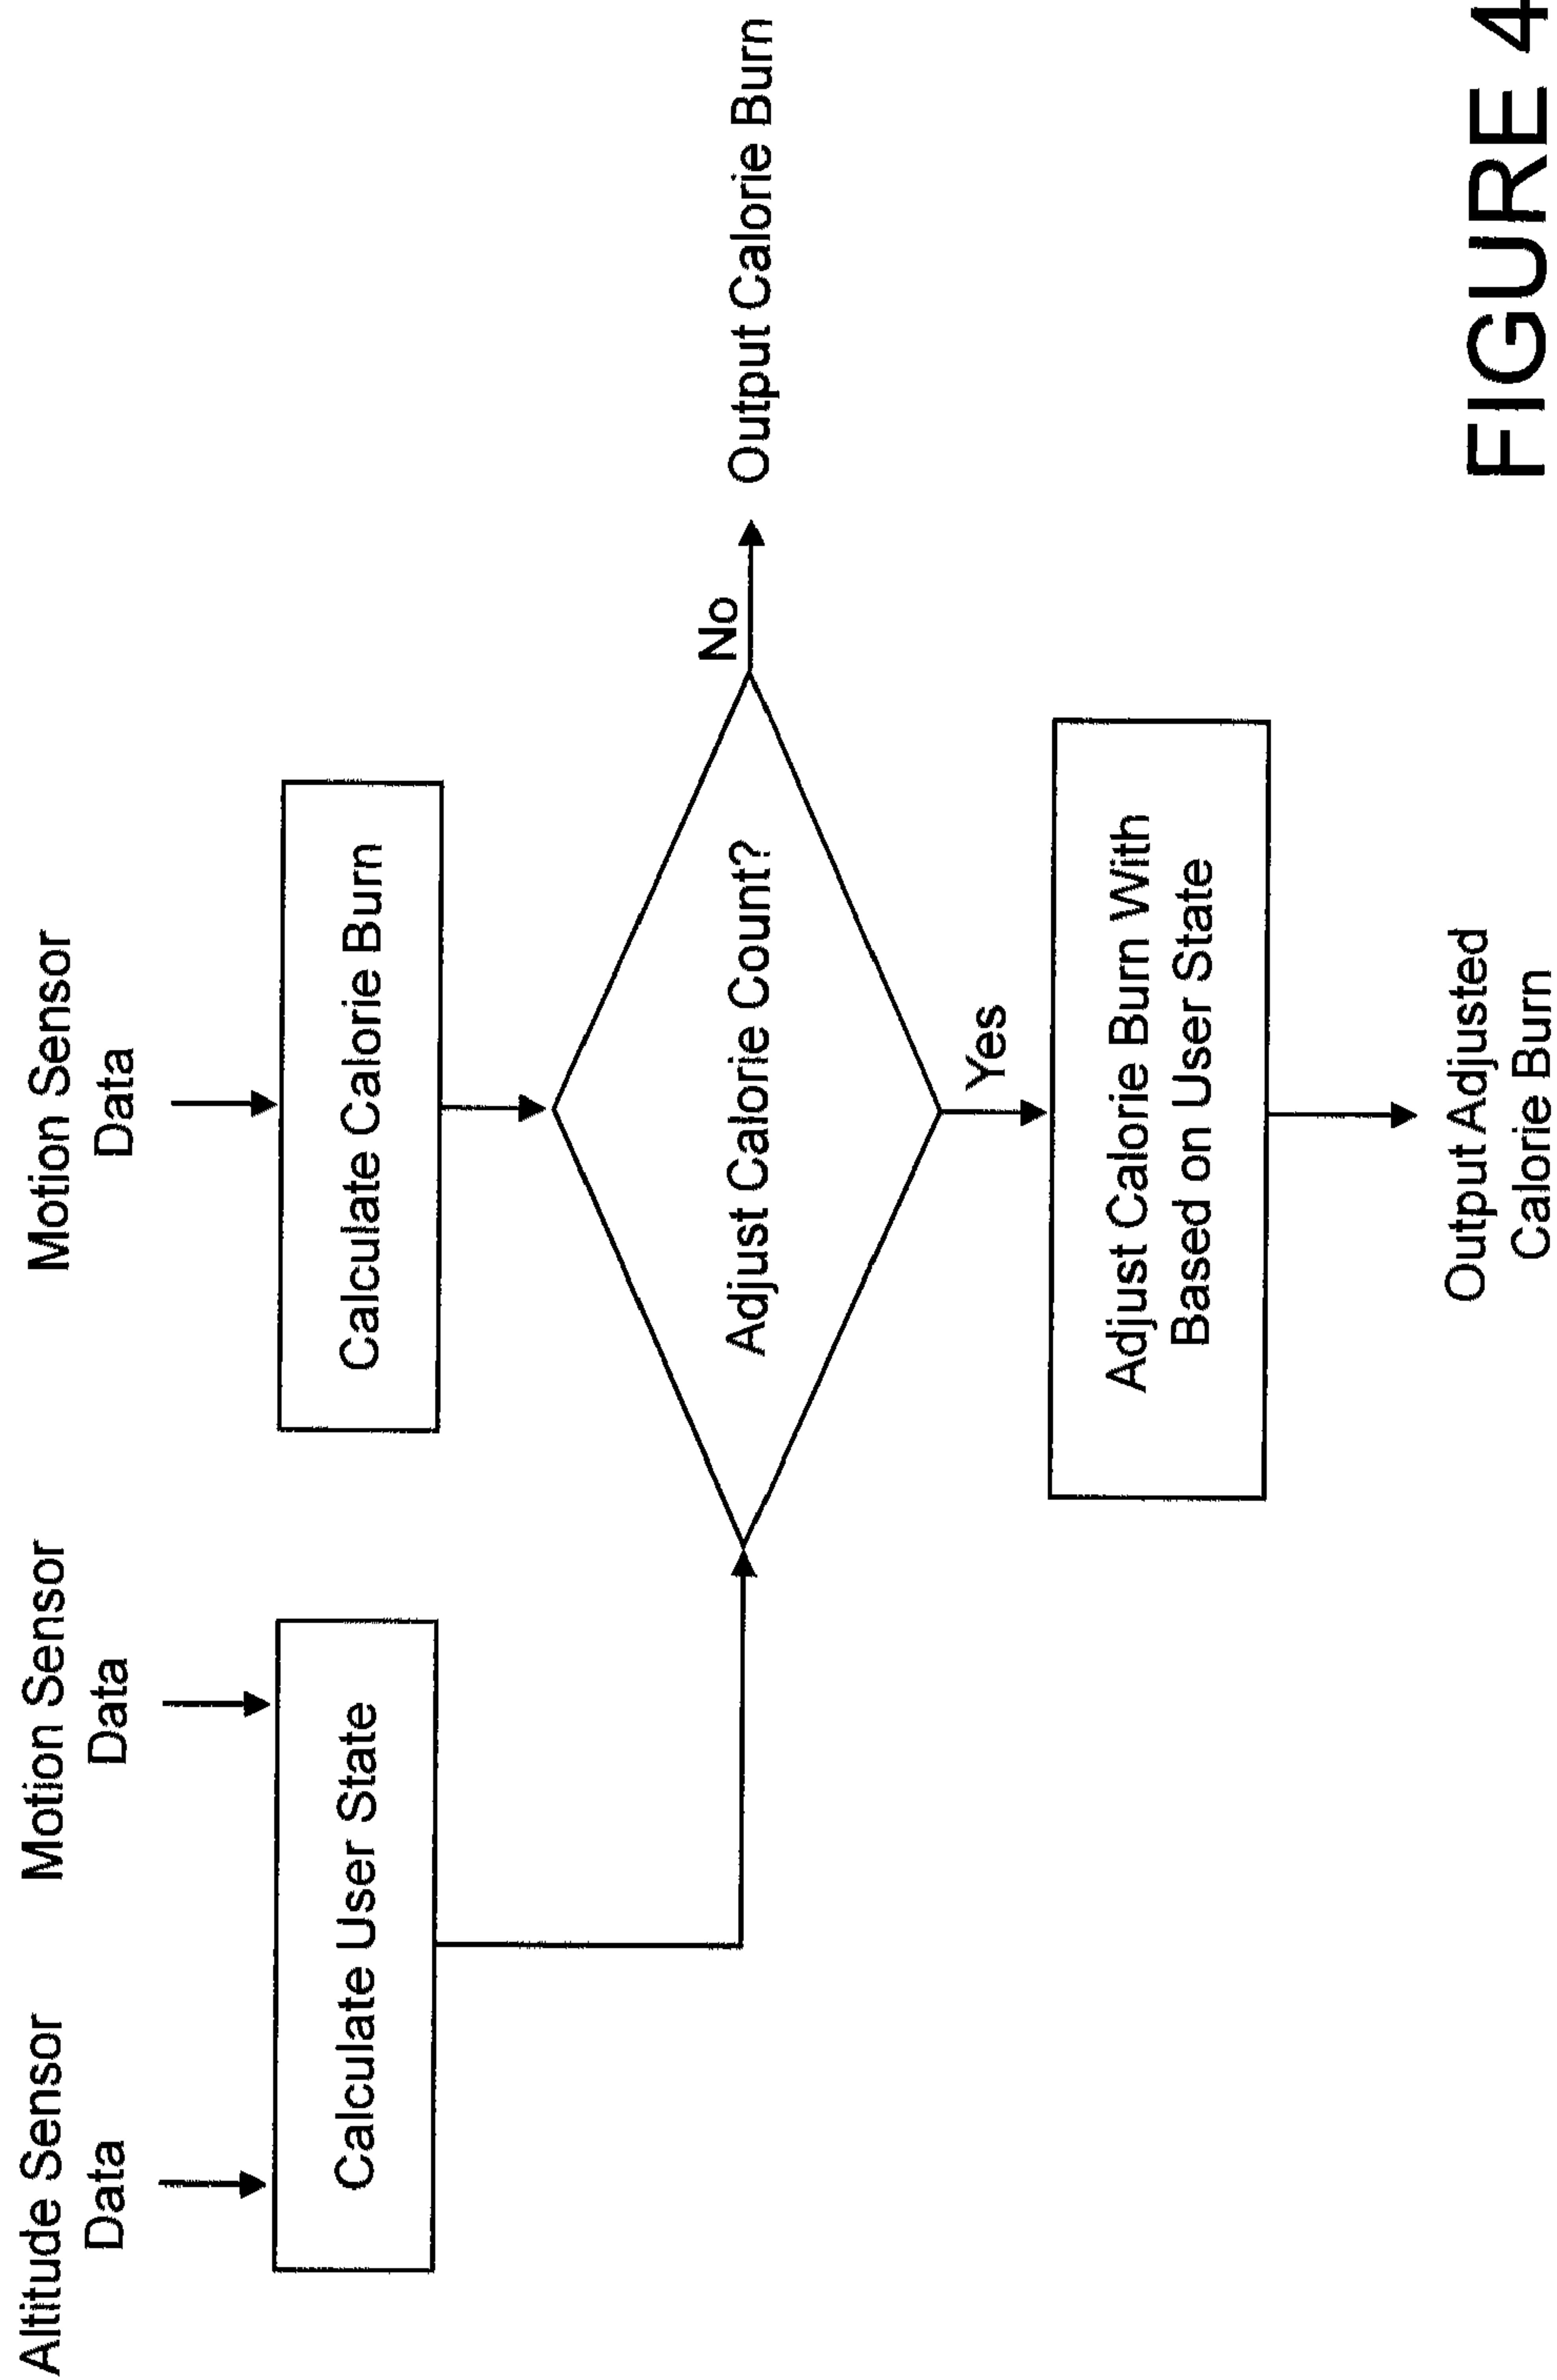 Altitude Sensor
Data
Motion Sensor
Data
Motion Sensor
Data
Calculate User State
Calculate Calorie Burn
Adjust Calorie Count?
No
Output Calorie Burn
Yes
Adjust Calorie Burn With
Based on User State
Output Adjusted
Calorie Burn
FIGURE 4